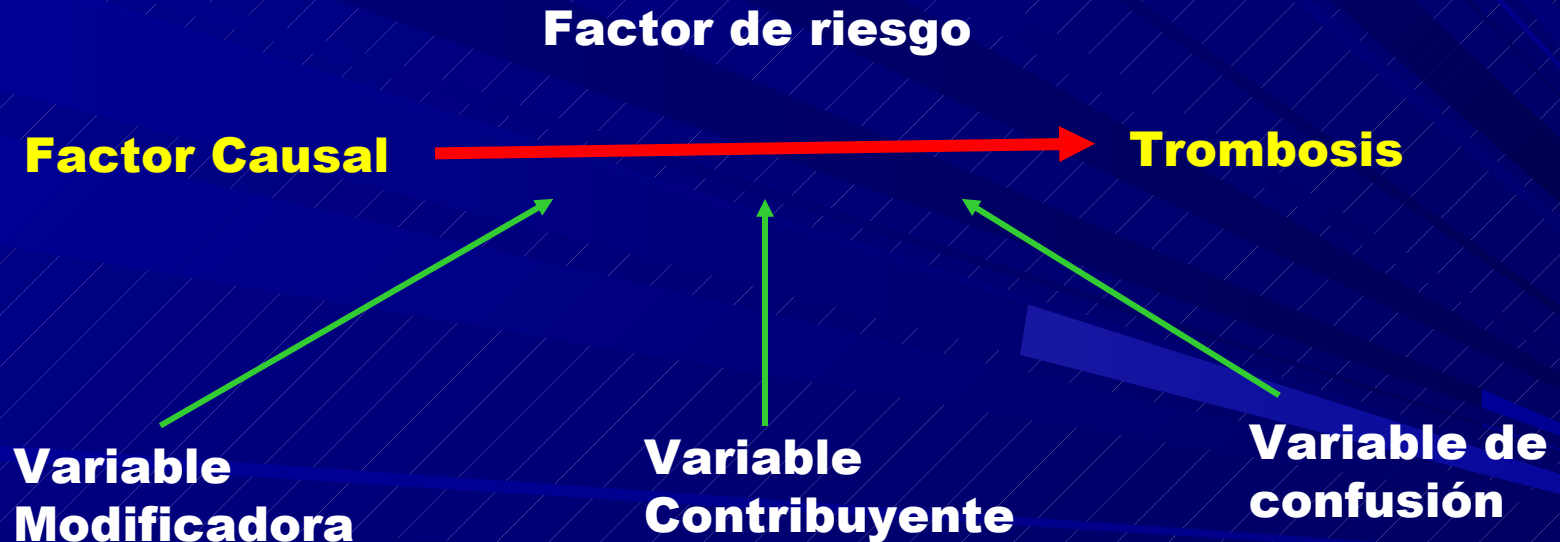 Factor de riesgo
Factor Causal
Trombosis
Variable
Modificadora
Variable
Contribuyente
Variable de
confusión